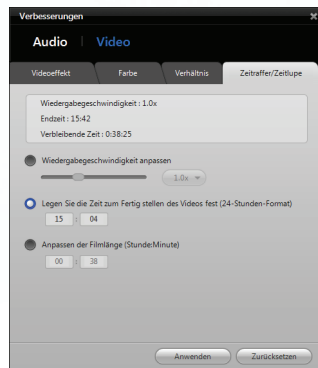 Verbesserungen
Audio Video
Videoeffekt Farbe Verhältnis Zeitraffer/Zeitlupe
Wiedergabegeschwindigkeit : 1.0x
Endzeit : 15:42
Verbleibende Zeit : 0:38:25
Wiedergabegeschwindigkeit anpassen
1.0x
Legen Sie die Zeit zum Fertig stellen des Videos fest (24-Stunden-Format)
15 : 04
Anpassen der Filmlänge (Stunde:Minute)
00 : 38
Anwenden Zurücksetzen